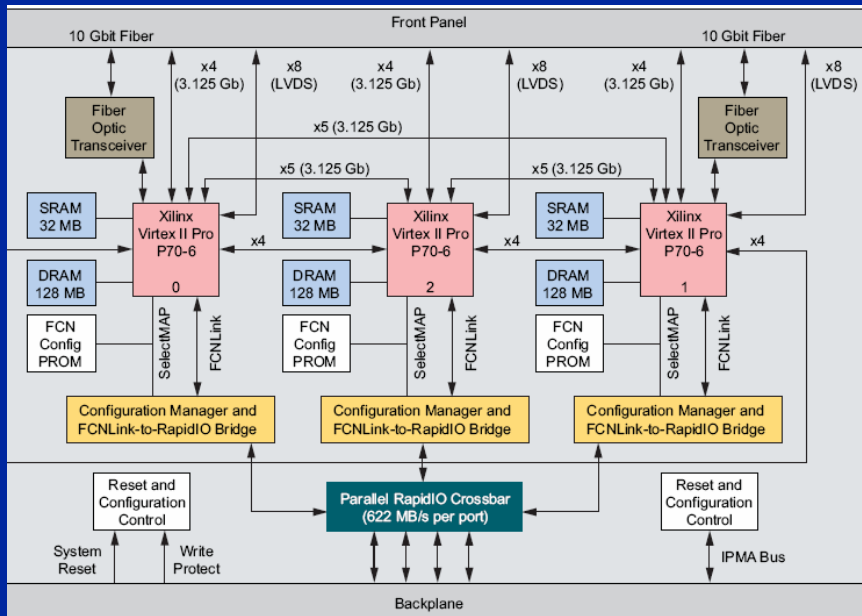 Front Panel
10 Gbit Fiber
x4
(3.125 Gb)
x8
(LVDS)
x4
(3.125 Gb)
x8
(LVDS)
x4
(3.125 Gb)
10 Gbit Fiber
x8
(LVDS)
Fiber
Optic
Transceiver
Fiber
Optic
Transceiver
x5 (3.125 Gb)
x5 (3.125 Gb)
x5 (3.125 Gb)
SRAM
32 MB
Xilinx
Virtex II Pro
P70-6
0
DRAM
128 MB
FCN
Config
PROM
SelectMAP
FCNLink
x4
SRAM
32 MB
Xilinx
Virtex II Pro
P70-6
2
DRAM
128 MB
FCN
Config
PROM
SelectMAP
FCNLink
x4
SRAM
32 MB
Xilinx
Virtex II Pro
P70-6
1
DRAM
128 MB
FCN
Config
PROM
SelectMAP
FCNLink
x4
Configuration Manager and
FCNLink-to-RapidIO Bridge
Configuration Manager and
FCNLink-to-RapidIO Bridge
Configuration Manager and
FCNLink-to-RapidIO Bridge
Reset and
Configuration
Control
Parallel RapidIO Crossbar
(622 MB/s per port)
Reset and
Configuration
Control
System
Reset
Write
Protect
IPMA Bus
Backplane